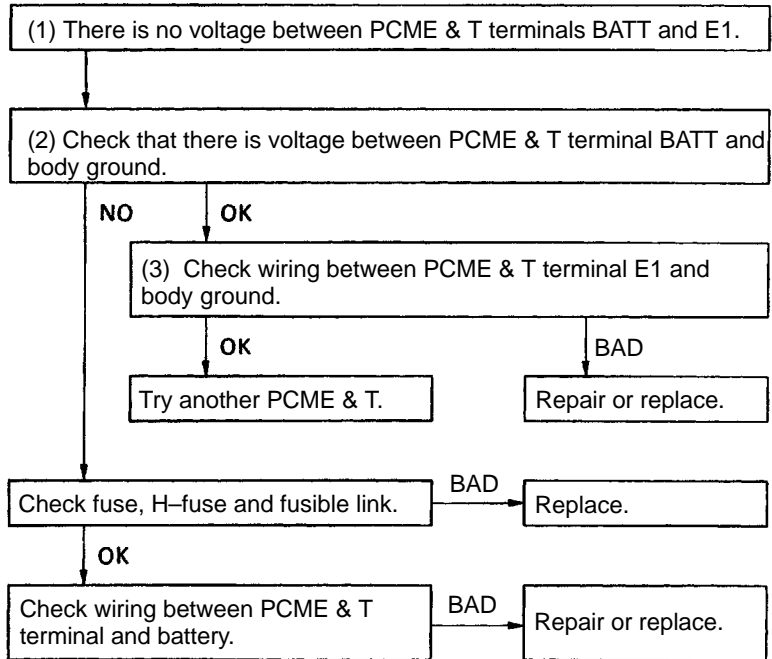 (1) There is no voltage between PCME & T terminals BATT and E1.
(2) Check that there is voltage between PCME & T terminal BATT and
body ground.
NO
OK
(3) Check wiring between PCME & T terminal E1 and
body ground.
OK
BAD
Try another PCME & T.
Repair or replace.
Check fuse, H–fuse and fusible link.
BAD
Replace.
OK
Check wiring between PCME & T
terminal and battery.
BAD
Repair or replace.